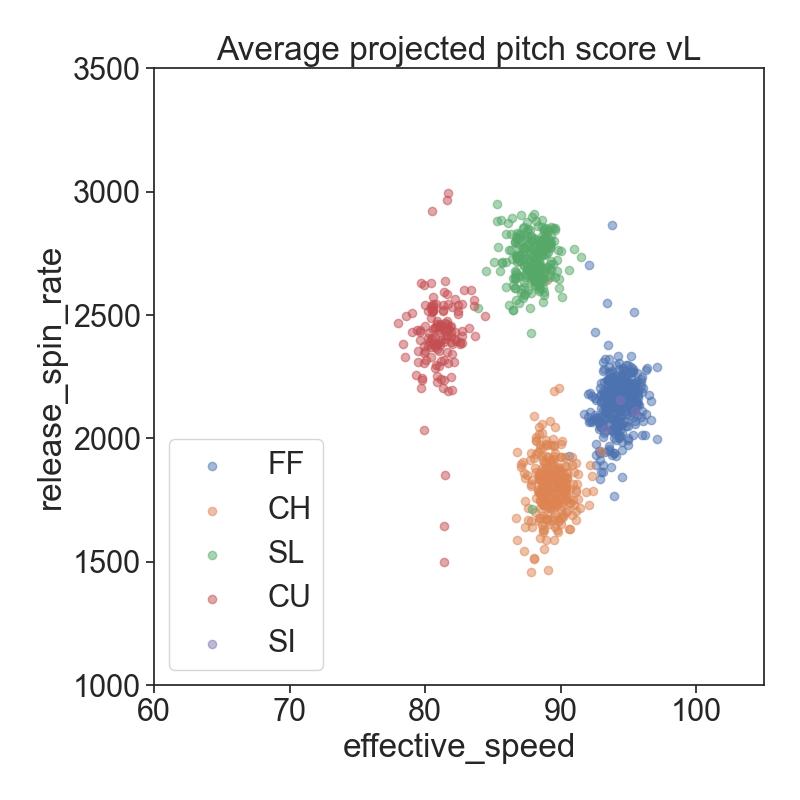 Average projected pitch score vL
3500
3000
2500
2000
1500
1000
release_spin_rate
FF
CH
SL
CU
SI
60
70
80
90
100
effective_speed